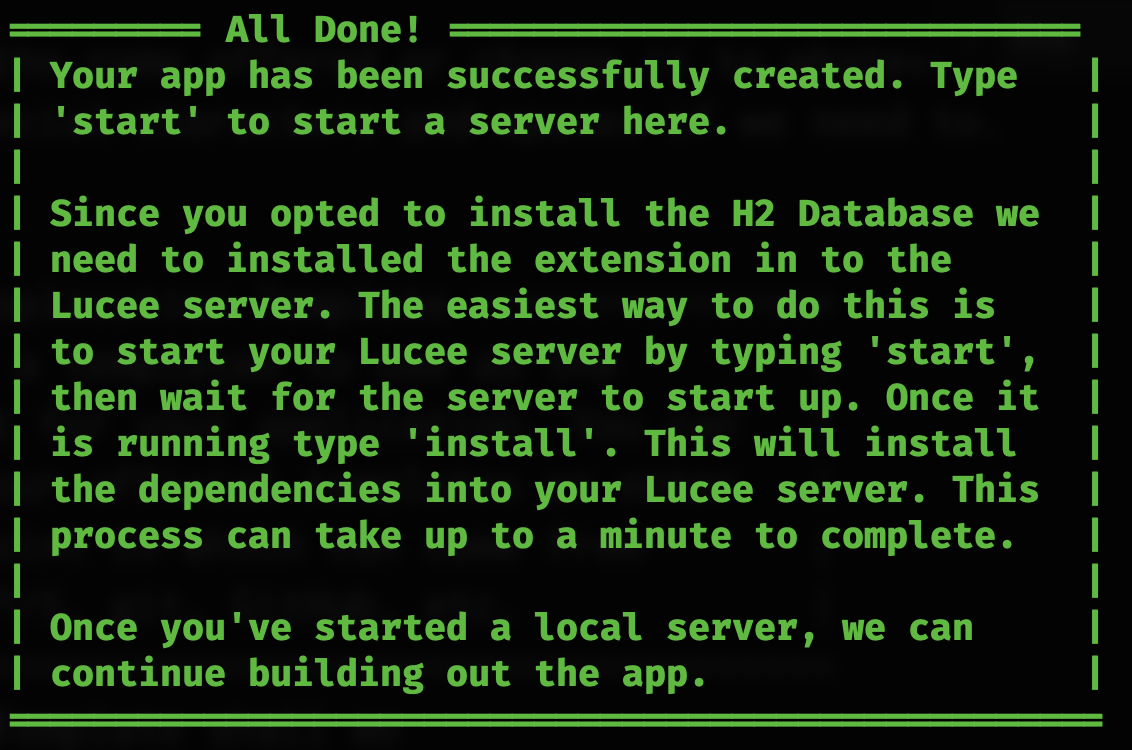 All Done!
Your app has been successfully created. Type
'start' to start a server here.
Since you opted to install the H2 Database we
need to installed the extension in to the
Lucee server. The easiest way to do this is
to start your Lucee server by typing 'start',
then wait for the server to start up. Once it
is running type 'install'. This will install
the dependencies into your Lucee server. This
process can take up to a minute to complete.
Once you've started a local server, we can
continue building out the app.